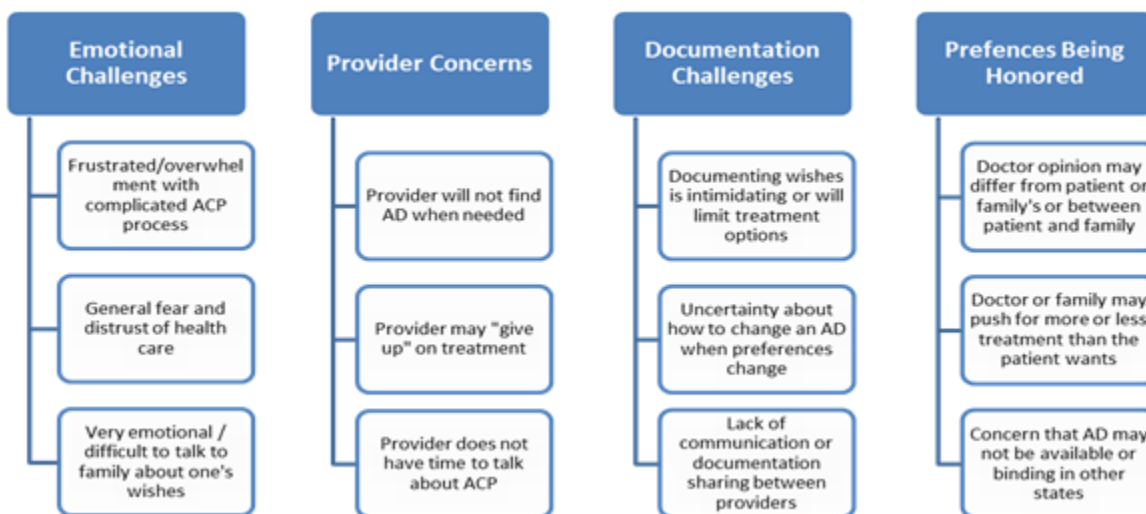 Emotional
Challenges
Frustrated/overwhel
ment with
complicated ACP
process
General fear and
distrust of health
care
Very emotional /
difficult to talk to
family about one's
wishes
Provider Concerns
Provider will not find
AD when needed
Provider may "give
up" on treatment
Provider does not
have time to talk
about ACP
Documentation
Challenges
Documenting wishes
is intimidating or will
limit treatment
options
Uncertainty about
how to change an AD
when preferences
change
Lack of
communication or
documentation
sharing between
providers
Prefences Being
Honored
Doctor opinion may
differ from patient or
family's or between
patient and family
Doctor or family may
push for more or less
treatment than the
patient wants
Concern that AD may
not be available or
binding in other
states